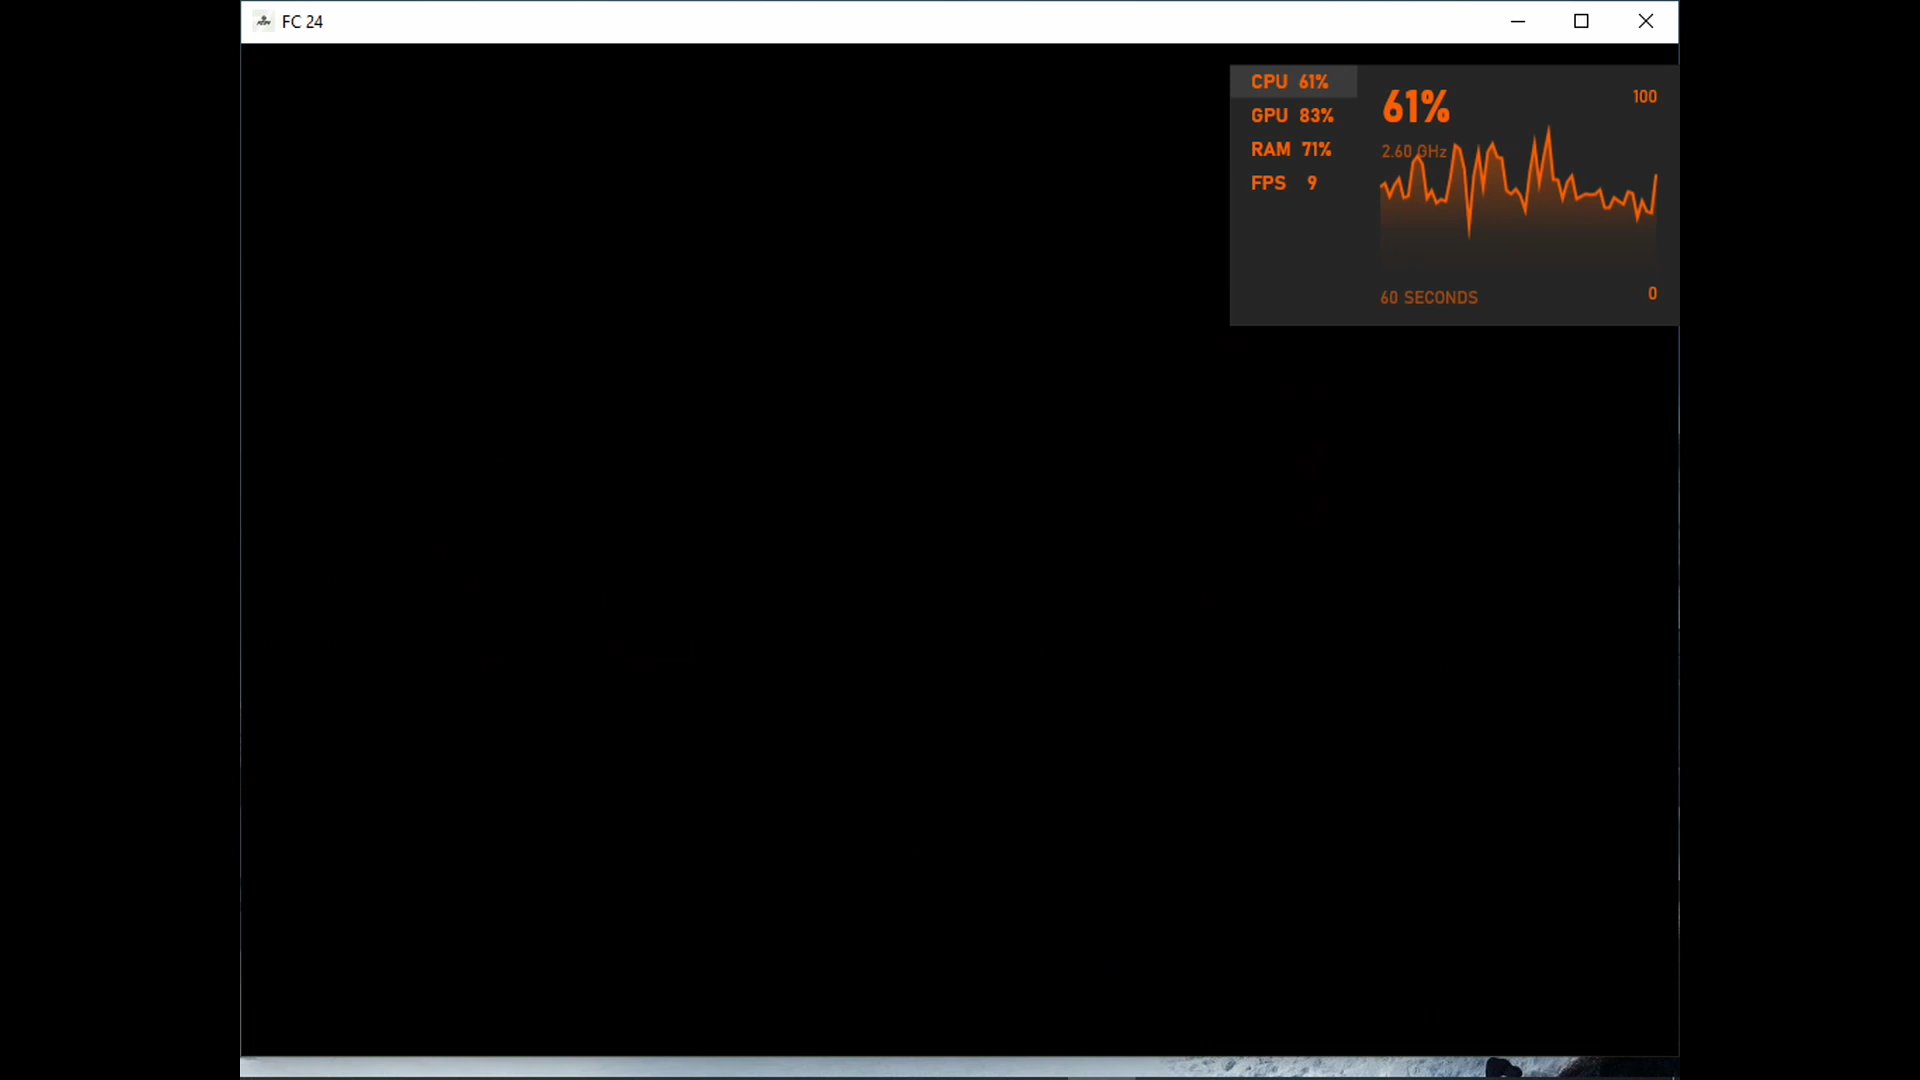 FC 24
CPU 61%
GPU 83%
RAM 71%
FPS 9
61%
100
2.60 GHz
60 SECONDS
0